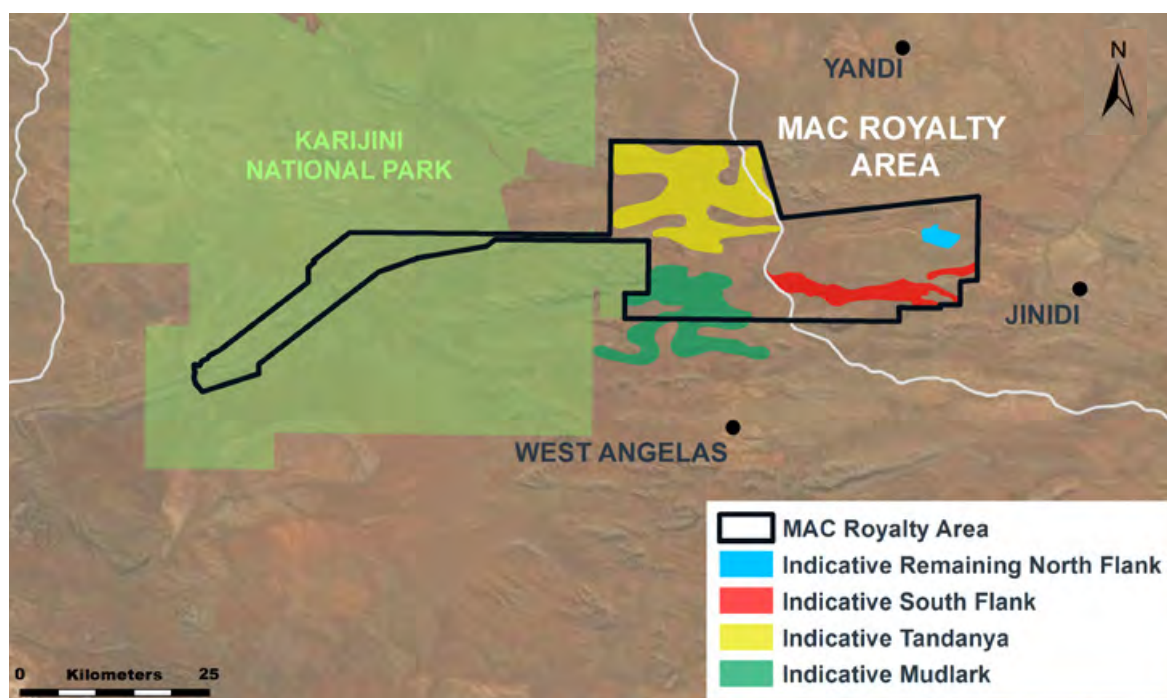 YANDI
N
KARIJINI
NATIONAL PARK
MAC ROYALTY
AREA
JINIDI
WEST ANGELAS
MAC Royalty Area
Indicative Remaining North Flank
Indicative South Flank
Indicative Tandanya
Indicative Mudlark
0 Kilometers 25